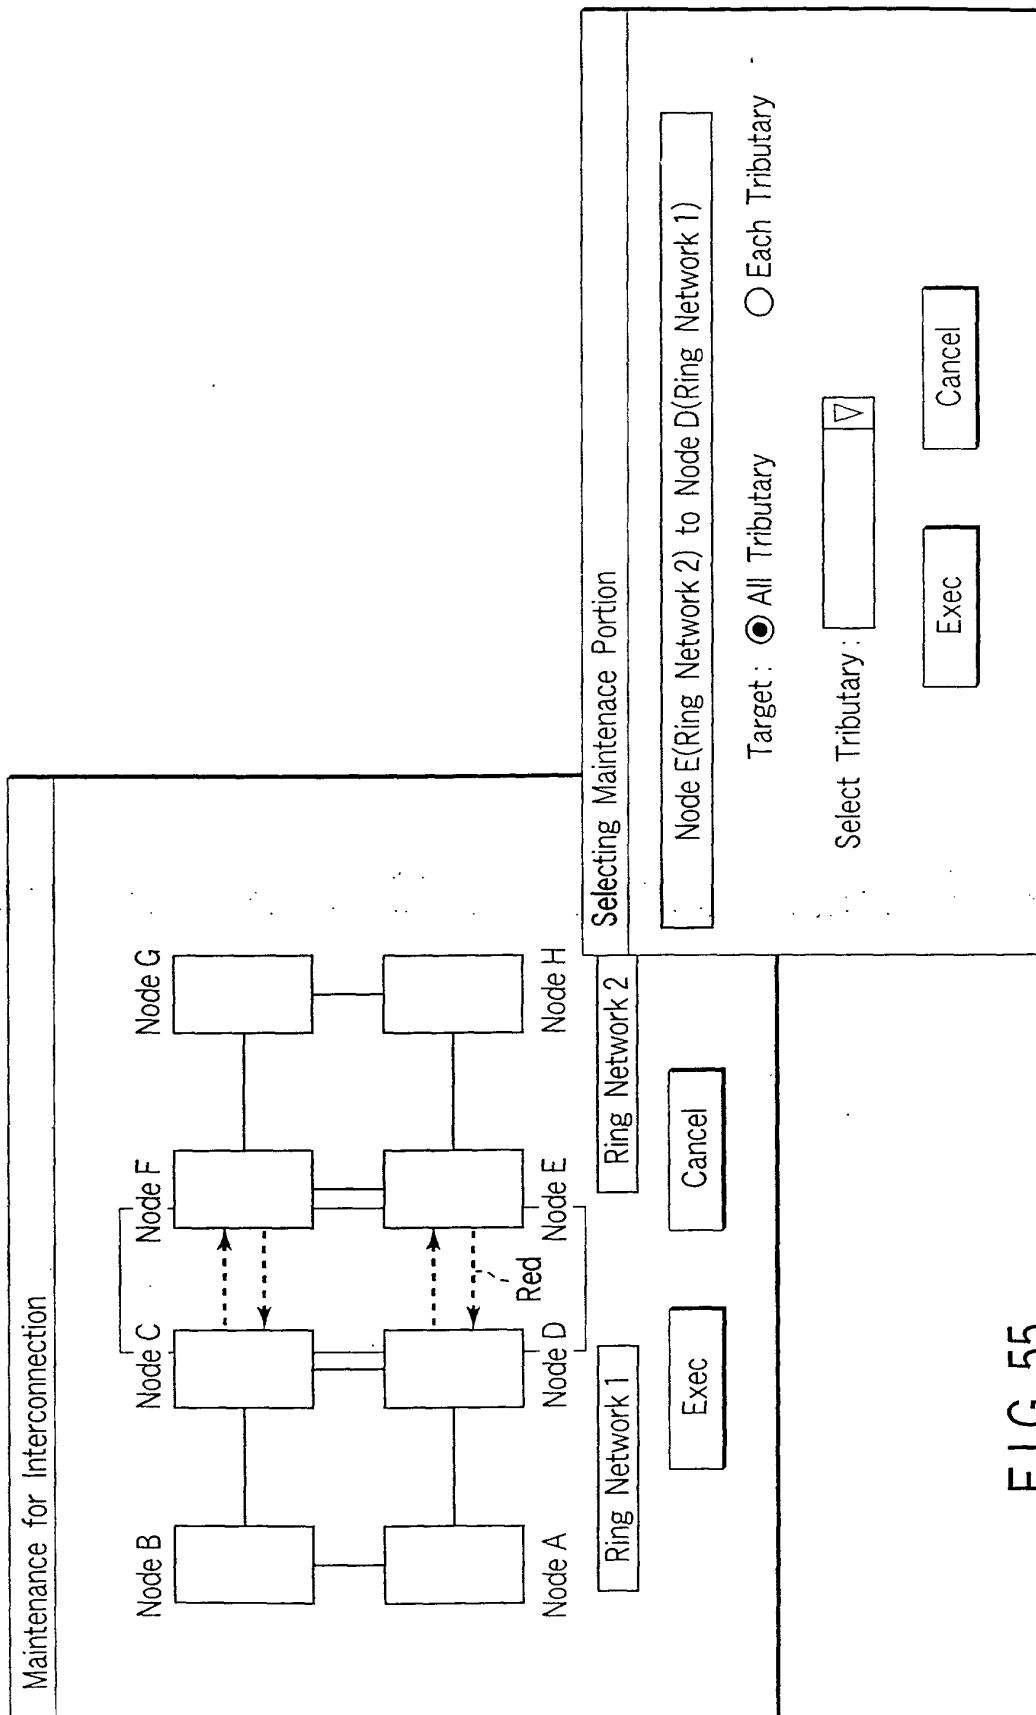 Maintenance for Interconnection
Node B
Node C
Node F
Node G
Red
Node A
Node D
Node E
Node H
Ring Network 1
Ring Network 2
Exec
Cancel
Selecting Maintenace Portion
Node E(Ring Network 2) to Node D(Ring Network 1)
Target : All Tributary Each Tributary
Select Tributary :
Exec
Cancel
FIG. 55